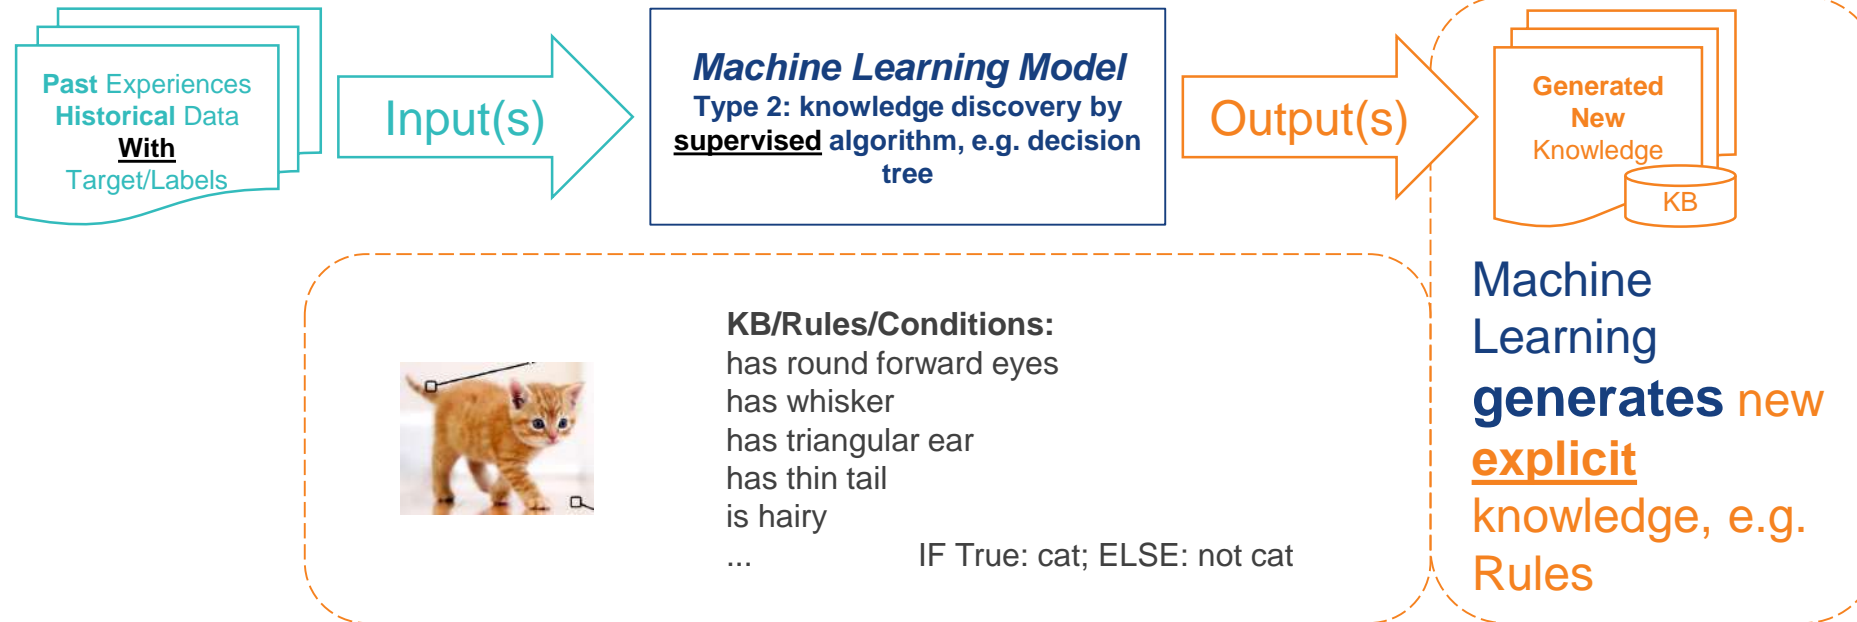 Past Experiences
Historical Data
With
Target/Labels
Input(s)
Machine Learning Model
Type 2: knowledge discovery by
supervised algorithm, e.g. decision
tree
Output(s)
Generated
New
Knowledge
KB
KB/Rules/Conditions:
has round forward eyes
has whisker
has triangular ear
has thin tail
is hairy
... IF True: cat; ELSE: not cat
Machine
Learning
generates new
explicit
knowledge, e.g.
Rules